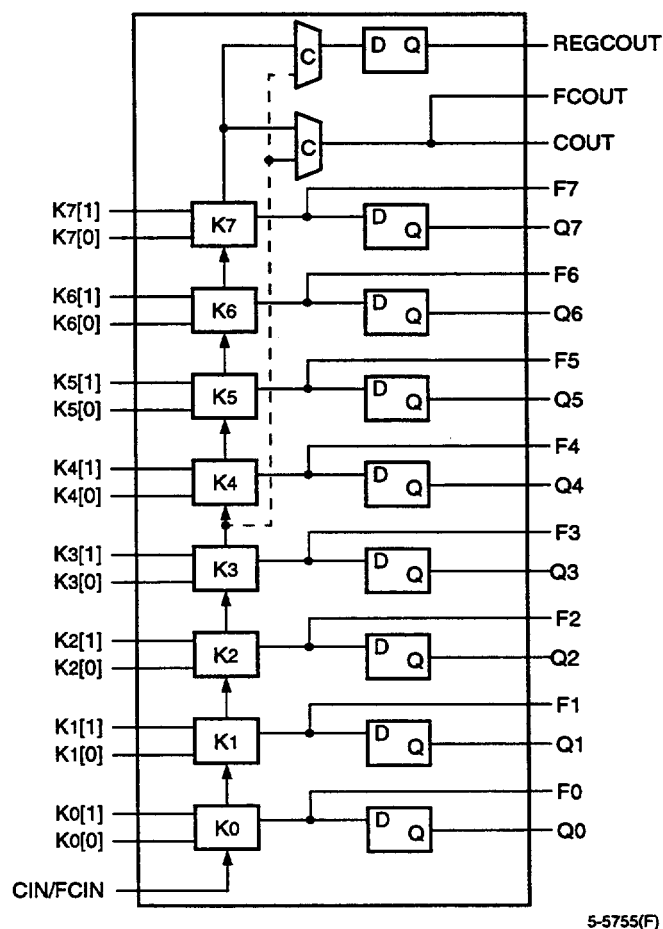 D Q REGCOUT
C
FCOUT
C COUT
F7
K7[1]
K7[0] K7 D Q Q7
F6
K6[1]
K6[0] K6 D Q Q6
F5
K5[1]
K5[0] K5 D Q Q5
F4
K4[1]
K4[0] K4 D Q Q4
F3
K3[1]
K3[0] K3 D Q Q3
F2
K2[1]
K2[0] K2 D Q Q2
F1
K1[1]
K1[0] K1 D Q Q1
F0
K0[1]
K0[0] K0 D Q Q0
CIN/FCIN
5-5755(F)